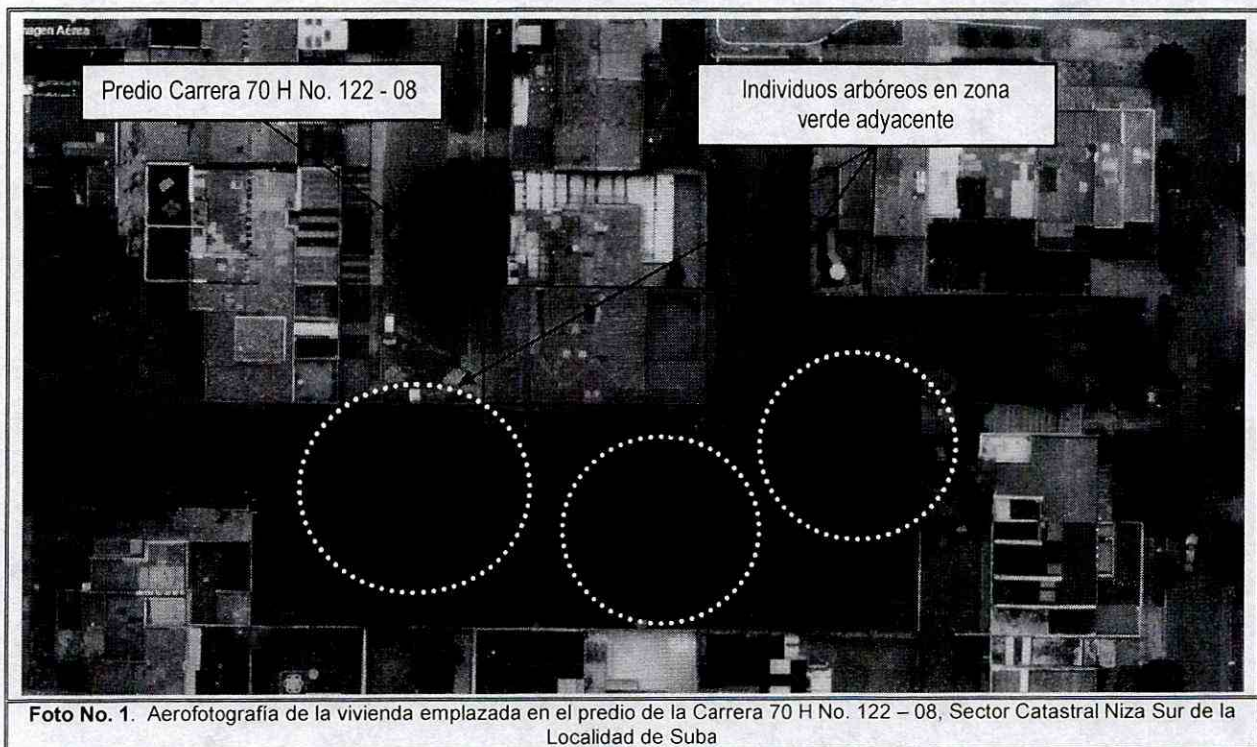 agen Aérea
Predio Carrera 70 H No. 122 - 08
Individuos arbóreos en zona
verde adyacente
Foto No. 1. Aerofotografía de la vivienda emplazada en el predio de la Carrera 70 H No. 122 – 08, Sector Catastral Niza Sur de la
Localidad de Suba